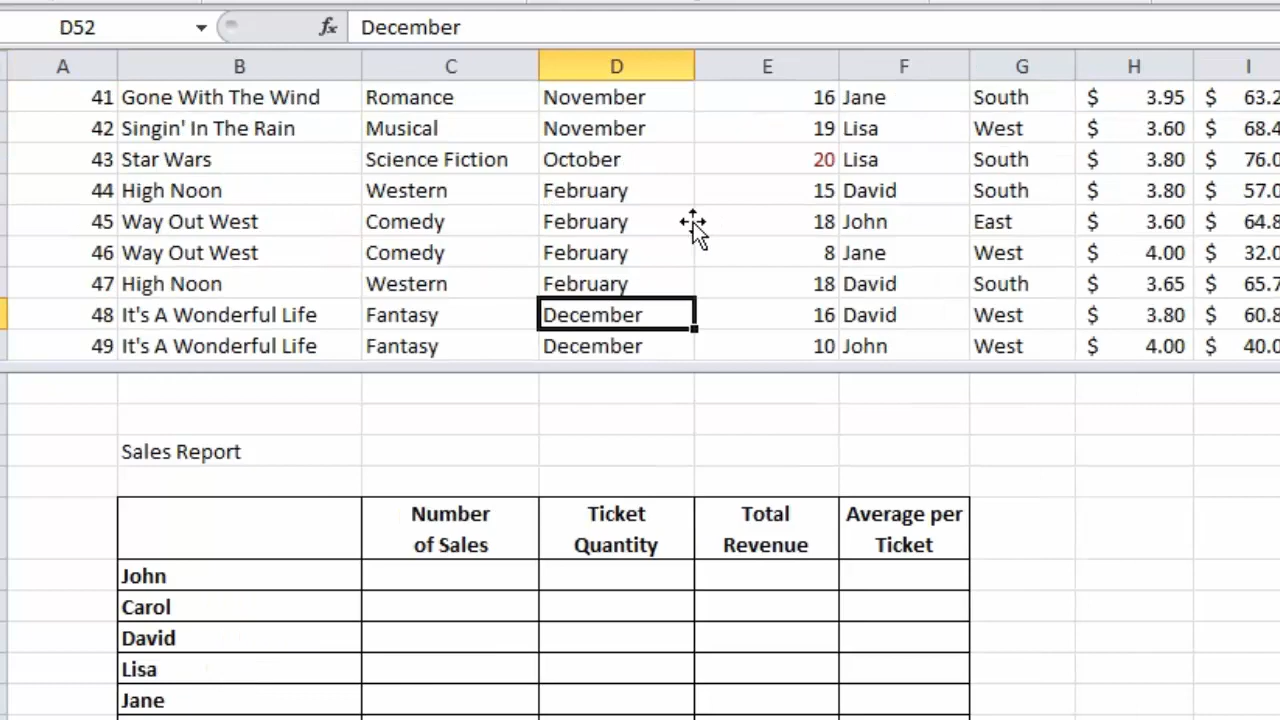 D52 fx December
A B C D E F G H I
41 Gone With The Wind Romance November 16 Jane South $ 3.95 $ 63.2
42 Singin' In The Rain Musical November 19 Lisa West $ 3.60 $ 68.4
43 Star Wars Science Fiction October 20 Lisa South $ 3.80 $ 76.0
44 High Noon Western February 15 David South $ 3.80 $ 57.0
45 Way Out West Comedy February 18 John East $ 3.60 $ 64.8
46 Way Out West Comedy February 8 Jane West $ 4.00 $ 32.0
47 High Noon Western February 18 David South $ 3.65 $ 65.7
48 It's A Wonderful Life Fantasy December 16 David West $ 3.80 $ 60.8
49 It's A Wonderful Life Fantasy December 10 John West $ 4.00 $ 40.0
Sales Report
Number Ticket Total Average per
of Sales Quantity Revenue Ticket
John
Carol
David
Lisa
Jane